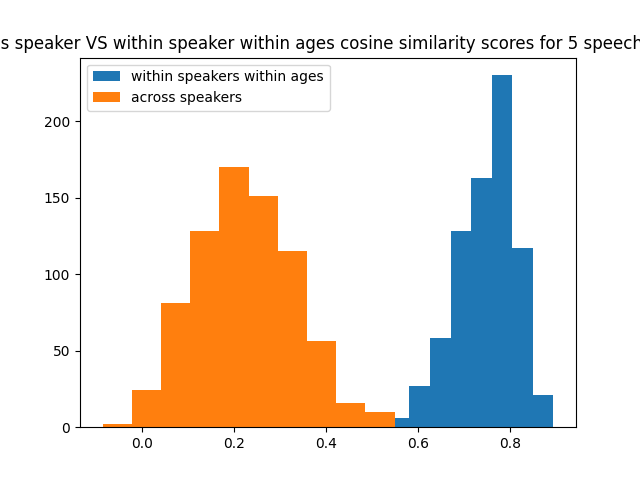 s speaker VS within speaker within ages cosine similarity scores for 5 speech
within speakers within ages
across speakers
200
150
100
50
0
0.0 0.2 0.4 0.6 0.8